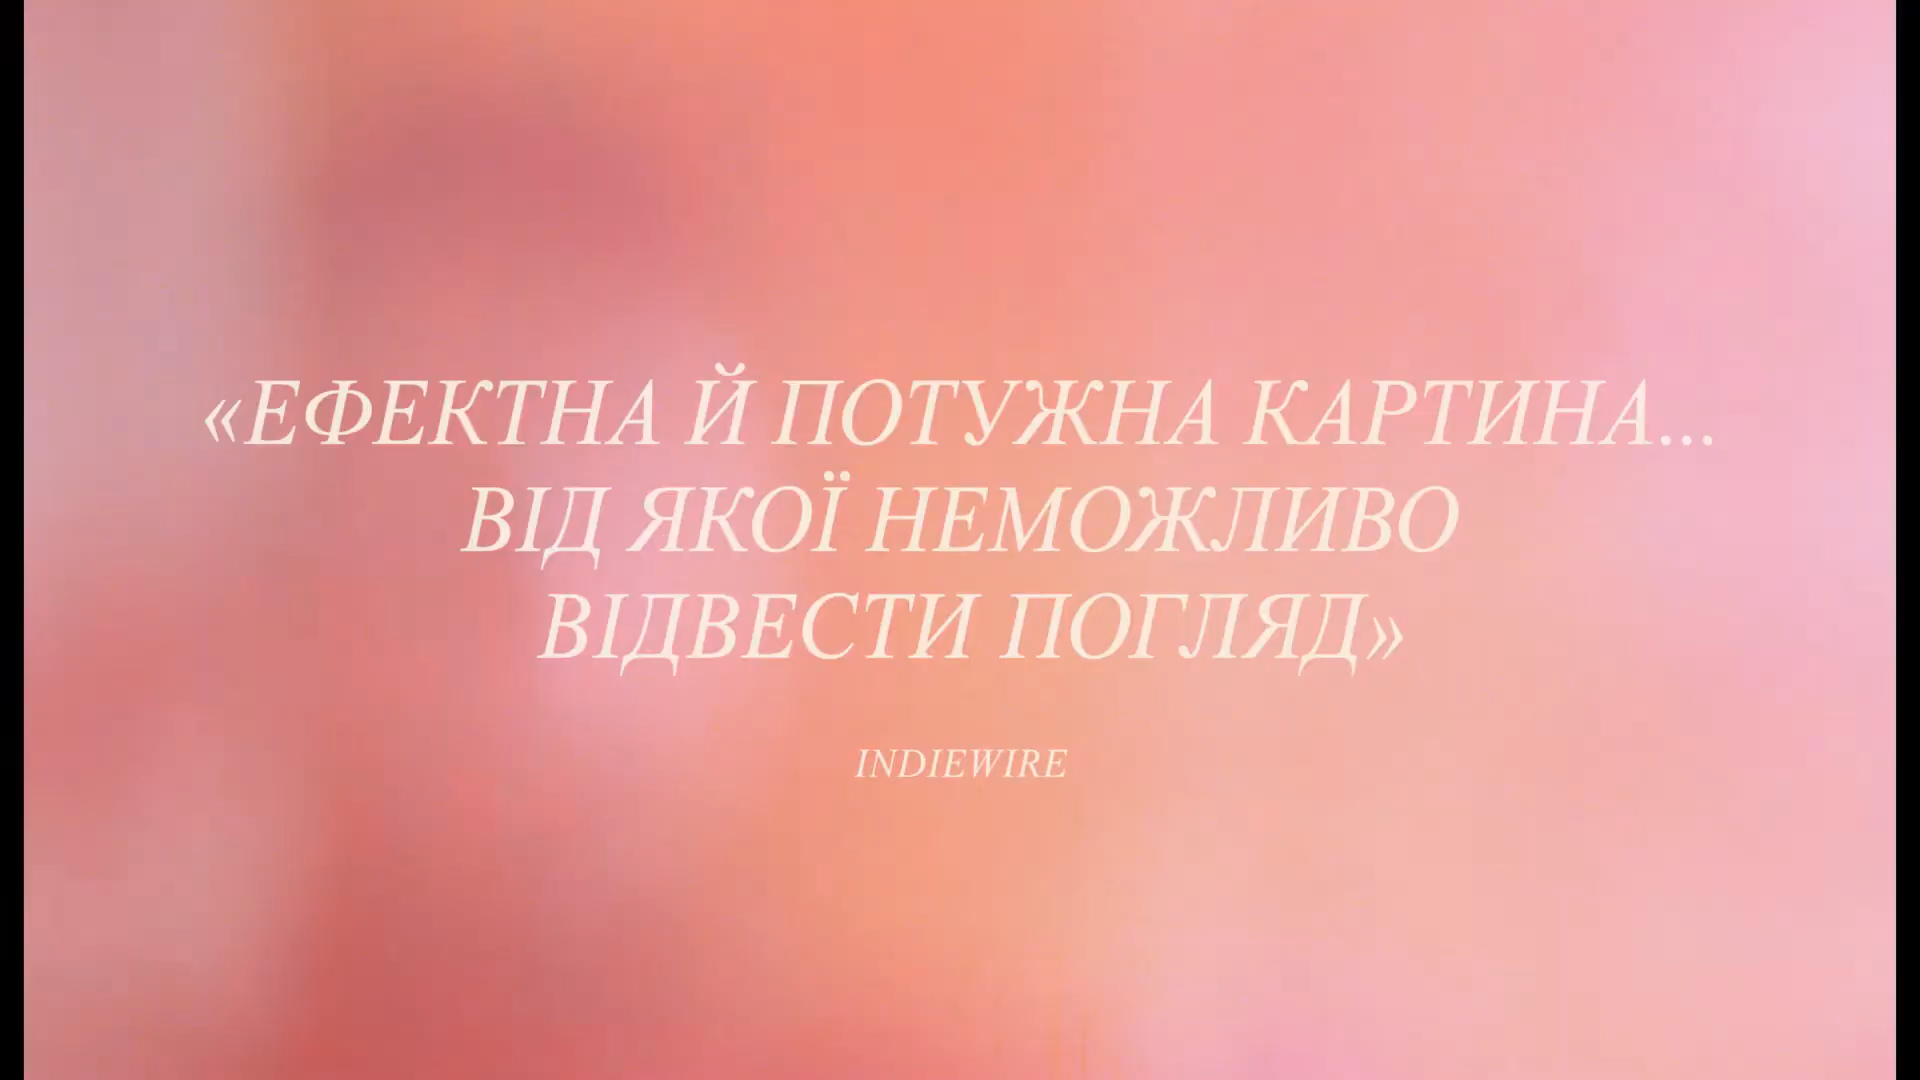 «ЕФЕКТНА Й ПОТУЖНА КАРТИНА...
ВІД ЯКОЇ НЕМОЖЛИВО
ВІДВЕСТИ ПОГЛЯД»
INDIEWIRE